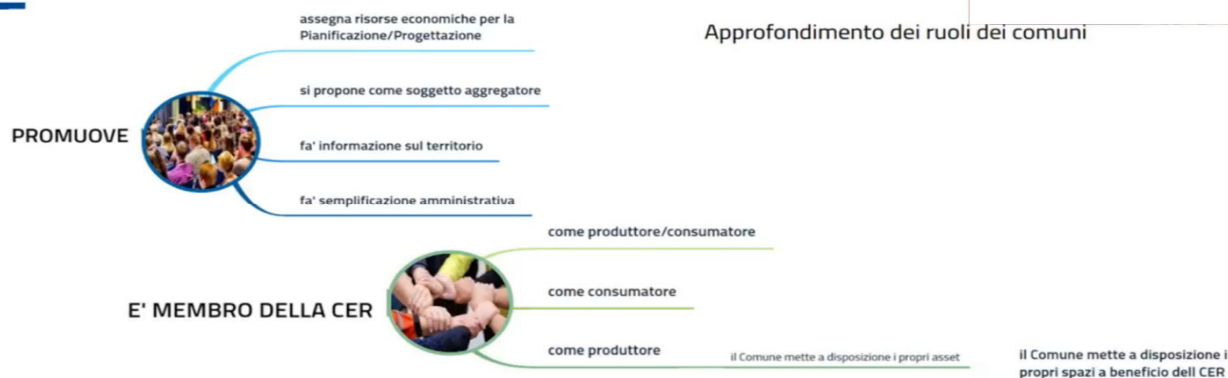 Approfondimento dei ruoli dei comuni
PROMUOVE
assegna risorse economiche per la
Pianificazione/Progettazione
si propone come soggetto aggregatore
fa' informazione sul territorio
fa' semplificazione amministrativa
E' MEMBRO DELLA CER
come produttore/consumatore
come consumatore
come produttore
il Comune mette a disposizione i propri asset
il Comune mette a disposizione i
propri spazi a beneficio dell CER